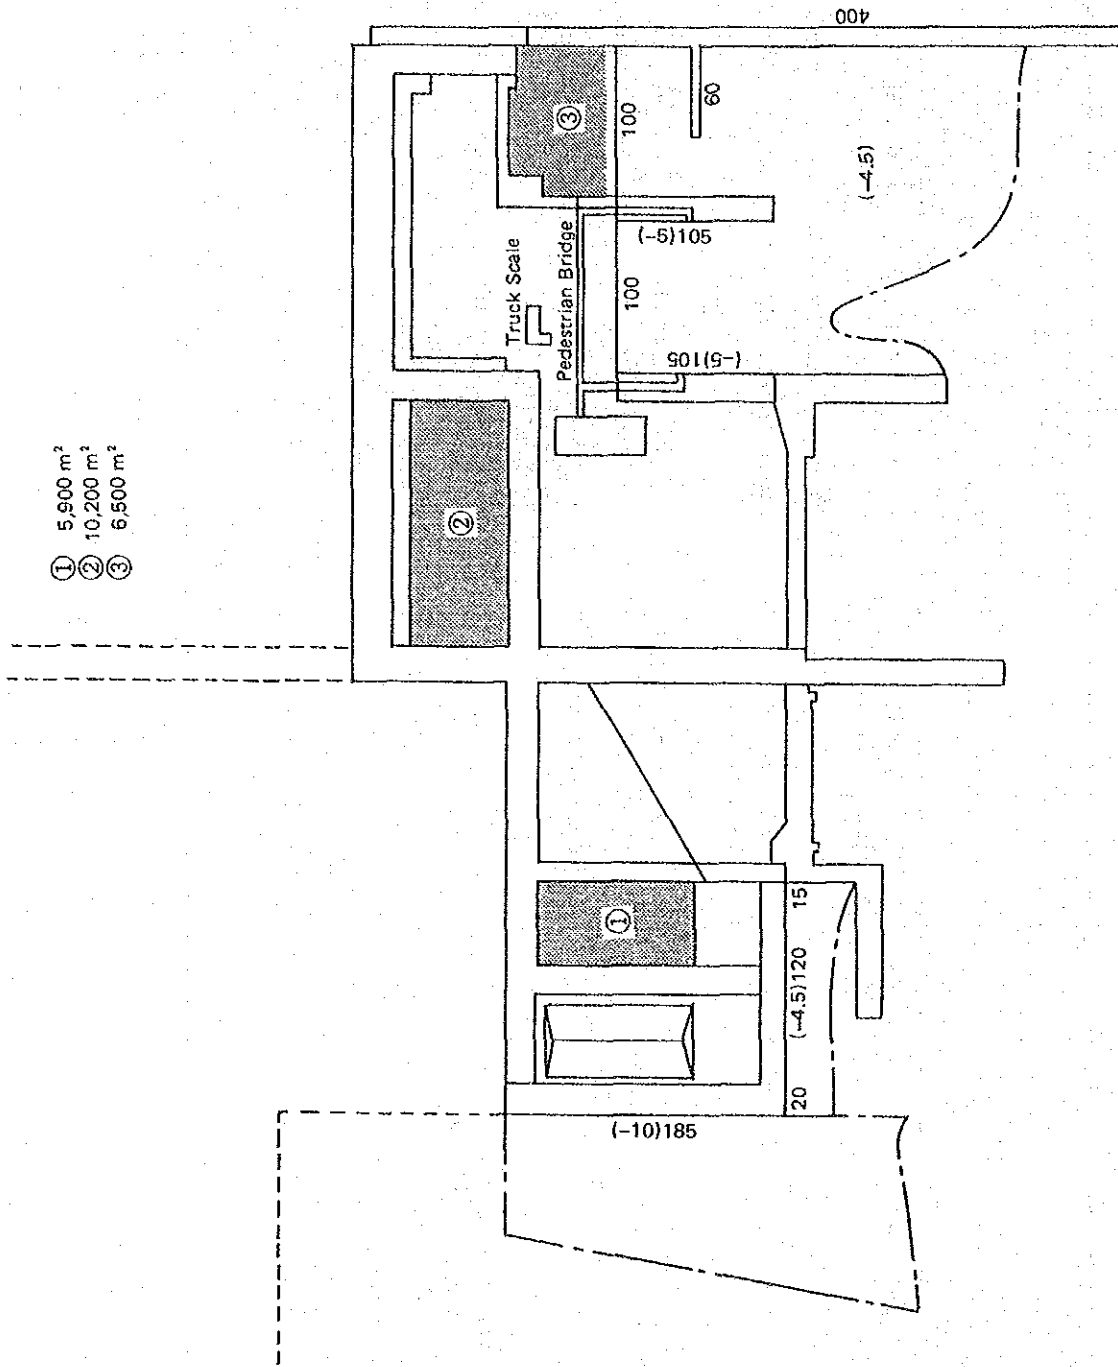 ① 5,900 m²
② 10,200 m²
③ 6,500 m²
400
③
100
60
(-4.5)
(-5)105
Truck Scale
Pedestrian Bridge
100
(-5)105
②
①
15
(-4.5)120
20
(-10)185